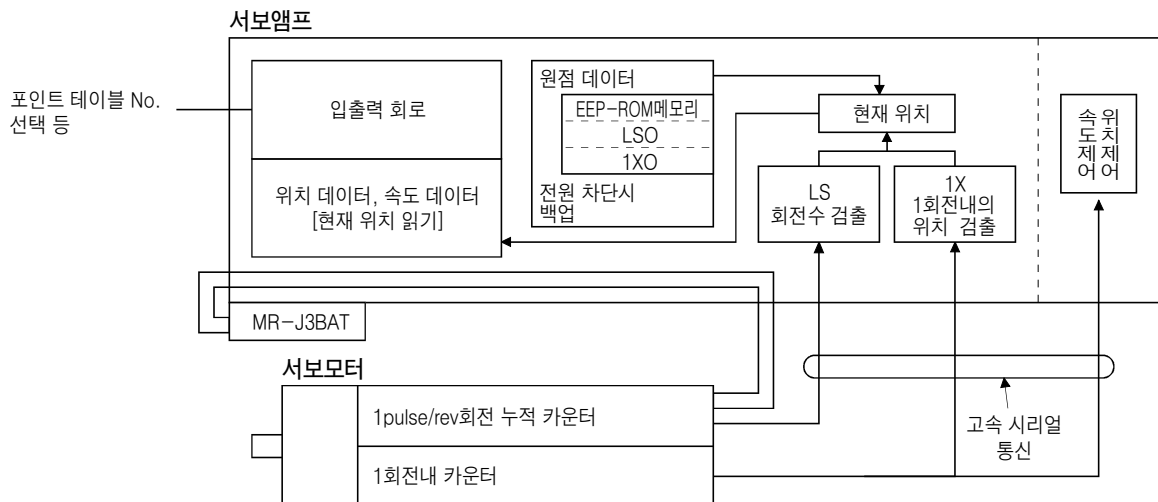 서보앰프
포인트 테이블 No.
선택 등
입출력 회로
위치 데이터, 속도 데이터
[현재 위치 읽기]
원점 데이터
EEP-ROM메모리
LSO
1XO
전원 차단시
백업
현재 위치
LS
회전수 검출
1X
1회전내의
위치 검출
위치제어
속도제어
MR-J3BAT
서보모터
1pulse/rev회전 누적 카운터
1회전내 카운터
고속 시리얼
통신